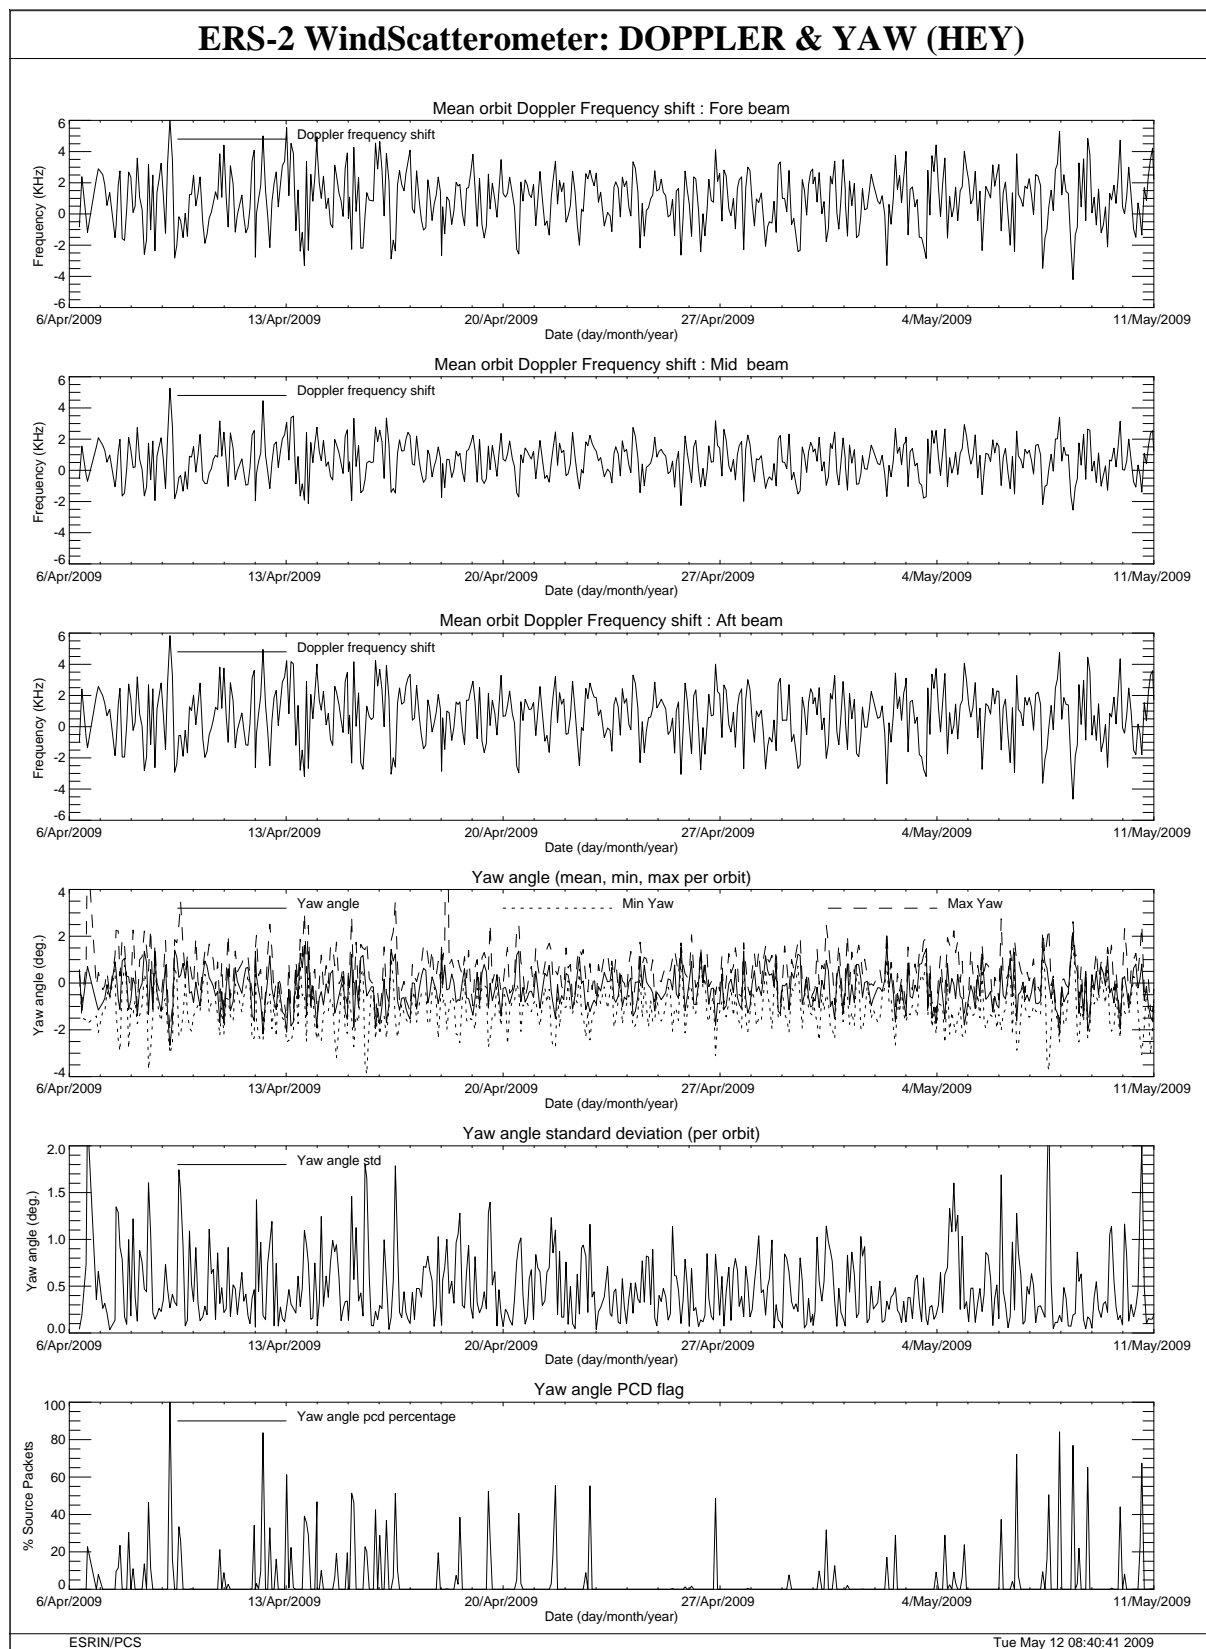 ERS-2 WindScatterometer: DOPPLER & YAW (HEY)
Mean orbit Doppler Frequency shift : Fore beam
Doppler frequency shift
Frequency (KHz)
6
4
2
0
-2
-4
-6
6/Apr/2009 13/Apr/2009 20/Apr/2009 27/Apr/2009 4/May/2009 11/May/2009
Date (day/month/year)
Mean orbit Doppler Frequency shift : Mid  beam
Doppler frequency shift
Frequency (KHz)
6
4
2
0
-2
-4
-6
6/Apr/2009 13/Apr/2009 20/Apr/2009 27/Apr/2009 4/May/2009 11/May/2009
Date (day/month/year)
Mean orbit Doppler Frequency shift : Aft beam
Doppler frequency shift
Frequency (KHz)
6
4
2
0
-2
-4
-6
6/Apr/2009 13/Apr/2009 20/Apr/2009 27/Apr/2009 4/May/2009 11/May/2009
Date (day/month/year)
Yaw angle (mean, min, max per orbit)
Yaw angle Min Yaw Max Yaw
Yaw angle (deg.)
4
2
0
-2
-4
6/Apr/2009 13/Apr/2009 20/Apr/2009 27/Apr/2009 4/May/2009 11/May/2009
Date (day/month/year)
Yaw angle standard deviation (per orbit)
Yaw angle std
Yaw angle (deg.)
2.0
1.5
1.0
0.5
0.0
6/Apr/2009 13/Apr/2009 20/Apr/2009 27/Apr/2009 4/May/2009 11/May/2009
Date (day/month/year)
Yaw angle PCD flag
Yaw angle pcd percentage
% Source Packets
100
80
60
40
20
0
6/Apr/2009 13/Apr/2009 20/Apr/2009 27/Apr/2009 4/May/2009 11/May/2009
Date (day/month/year)
ESRIN/PCS Tue May 12 08:40:41 2009